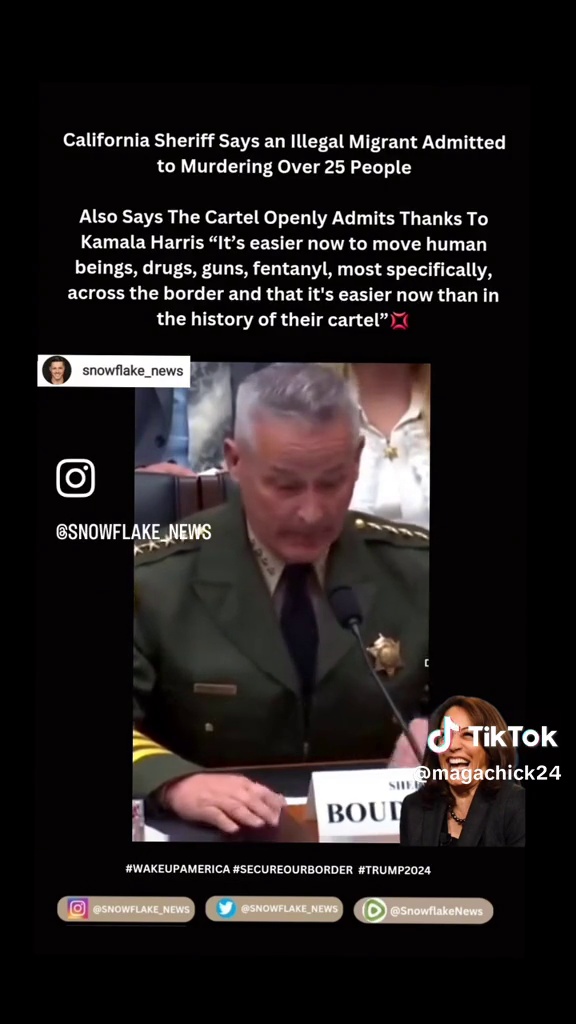 California Sheriff Says an Illegal Migrant Admitted
to Murdering Over 25 People
Also Says The Cartel Openly Admits Thanks To
Kamala Harris “It’s easier now to move human
beings, drugs, guns, fentanyl, most specifically,
across the border and that it's easier now than in
the history of their cartel”
snowflake_news
@SNOWFLAKE_NEWS
TikTok
@magachick24
#WAKEUPAMERICA #SECUREOURBORDER #TRUMP2024
@SNOWFLAKE_NEWS
@SNOWFLAKE_NEWS
@SnowflakeNews